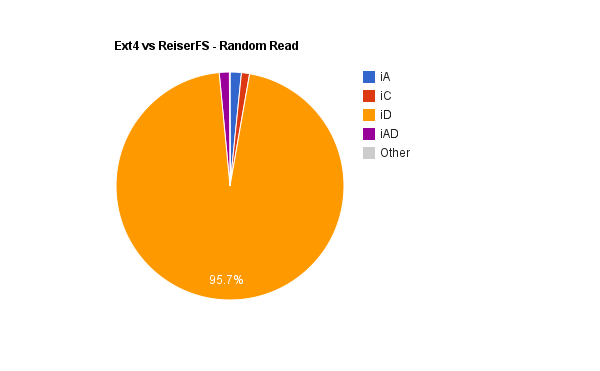 Ext4 vs ReiserFS - Random Read
iA
iC
iD
iAD
Other
95.7%